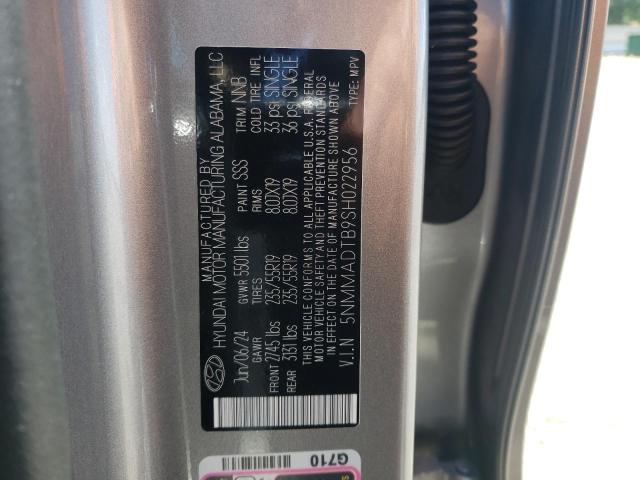 MANUFACTURED BY
HYUNDAI MOTOR MANUFACTURING ALABAMA, LLC
Jun/06/24 GVWR 5501 lbs PAINT SSS TRIM NNB
GAWR TIRES RIMS COLD TIRE INFL
FRONT 2745 lbs 235/55R19 8.0JX19 33 psi SINGLE
REAR 3131 lbs 235/55R19 8.0JX19 36 psi SINGLE
THIS VEHICLE CONFORMS TO ALL APPLICABLE U.S.A. FEDERAL
MOTOR VEHICLE SAFETY AND THEFT PREVENTION STANDARDS
IN EFFECT ON THE DATE OF MANUFACTURE SHOWN ABOVE
V.I.N 5NMMADTB9SH022956 TYPE: MPV
G710